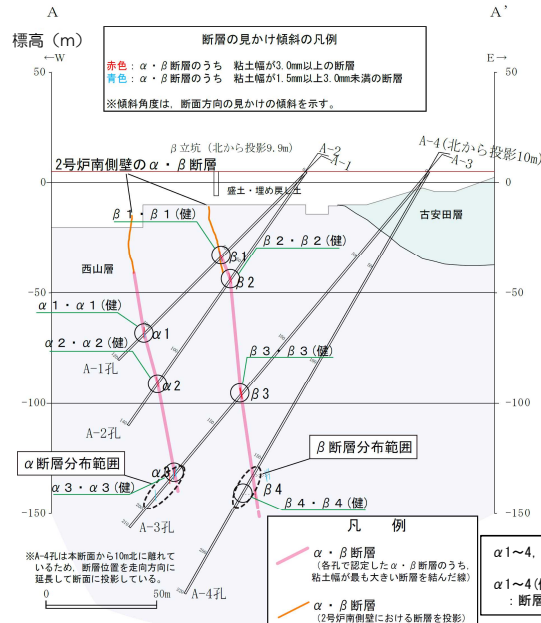 A
A'
標高（m）
←W
E→
断層の見かけ傾斜の凡例
赤色：α・β断層のうち　粘土幅が3.0mm以上の断層
青色：α・β断層のうち　粘土幅が1.5mm以上3.0mm未満の断層
※傾斜角度は，断面方向の見かけの傾斜を示す。
50
50
β立坑（北から投影9.9m）
A-2
A-1
A-4（北から投影10m）
A-3
2号炉南側壁のα・β断層
0
0
盛土・埋め戻し土
古安田層
β1・β1（健）
β1
β2・β2（健）
西山層
β2
-50
-50
α1・α1（健）
α1
α2・α2（健）
β3・β3（健）
A-1孔
α2
β3
-100
-100
A-2孔
α断層分布範囲
β断層分布範囲
α3
α3・α3（健）
β4
β4・β4（健）
-150
-150
A-3孔
※A-4孔は本断面から10m北に離れて
いるため，断層位置を走向方向に
延長して断面に投影している。
0
50m
A-4孔
凡　例
α・β断層
（各孔で認定したα・β断層のうち，
粘土幅が最も大きい断層を結んだ線）
α・β断層
（2号炉南側壁における断層を投影）
α1～4，
α1～4（健
：断層